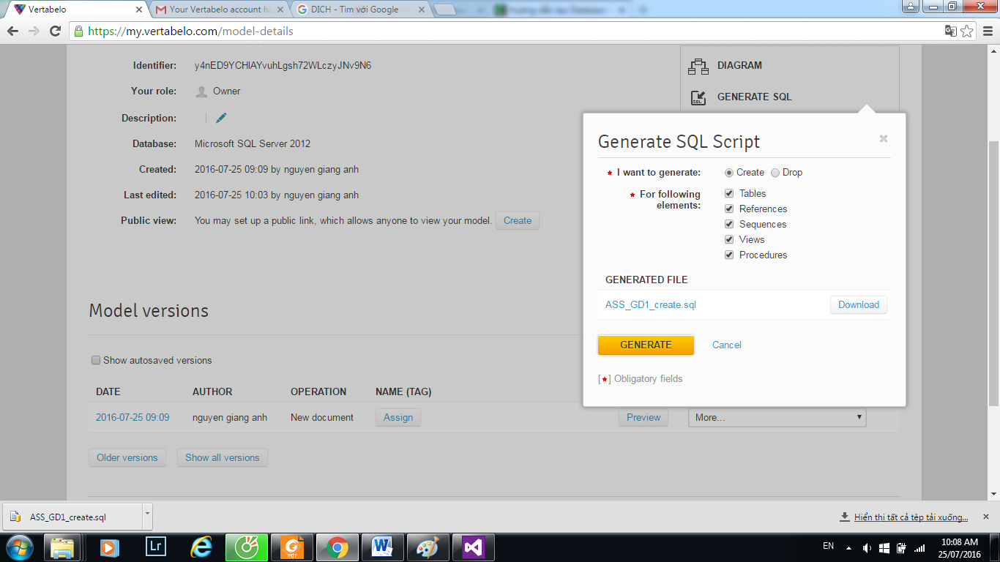 Vertabelo
Your Vertabelo account ha
DICH - Tìm với Google
https://my.vertabelo.com/model-details
Identifier: y4nED9YCHlAYvuhLgsh72WLczyJNv9N6
Your role: Owner
Description:
Database: Microsoft SQL Server 2012
Created: 2016-07-25 09:09 by nguyen giang anh
Last edited: 2016-07-25 10:03 by nguyen giang anh
Public view: You may set up a public link, which allows anyone to view your model. Create
DIAGRAM
SQL GENERATE SQL
Generate SQL Script
I want to generate: Create Drop
For following elements:
Tables
References
Sequences
Views
Procedures
GENERATED FILE
ASS_GD1_create.sql Download
GENERATE Cancel
[★] Obligatory fields
Model versions
Show autosaved versions
DATE AUTHOR OPERATION NAME (TAG)
2016-07-25 09:09 nguyen giang anh New document Assign Preview More...
Older versions Show all versions
ASS_GD1_create.sql
Hiển thị tất cả tệp tải xuống...
Lr
PDF
EN
10:08 AM
25/07/2016